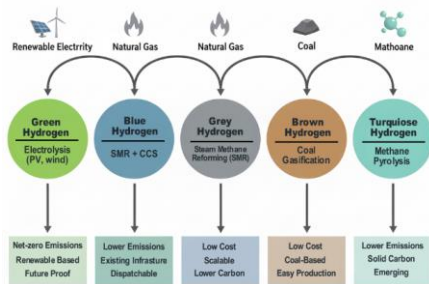 Renewable Electrrity
Natural Gas
Natural Gas
Coal
Mathoane
Green
Hydrogen
Electrolysis
(PV, wind)
Blue
Hydrogen
SMR + CCS
Grey
Hydrogen
Steam Methane
Reforming (SMR)
Brown
Hydrogen
Coal
Gasification
Turquiose
Hydrogen
Methane
Pyrolysis
Net-zero Emissions
Renewable Based
Future Proof
Lower Emissions
Existing Infrasture
Dispatchable
Low Cost
Scalable
Lower Carbon
Low Cost
Coal-Based
Easy Production
Lower Emissions
Solid Carbon
Emerging